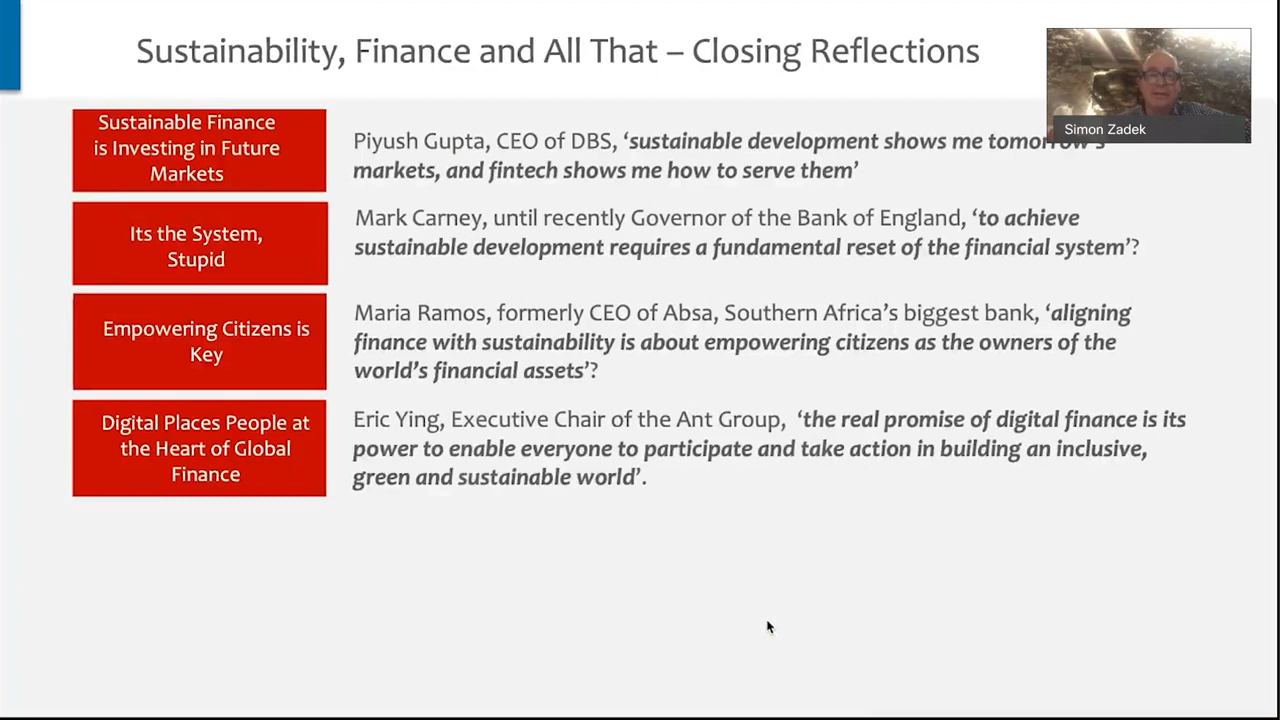 Sustainability, Finance and All That – Closing Reflections
Simon Zadek
Sustainable Finance
is Investing in Future
Markets
Piyush Gupta, CEO of DBS, ‘sustainable development shows me tomorrow’s
markets, and fintech shows me how to serve them’
Its the System,
Stupid
Mark Carney, until recently Governor of the Bank of England, ‘to achieve
sustainable development requires a fundamental reset of the financial system’?
Empowering Citizens is
Key
Maria Ramos, formerly CEO of Absa, Southern Africa’s biggest bank, ‘aligning
finance with sustainability is about empowering citizens as the owners of the
world’s financial assets’?
Digital Places People at
the Heart of Global
Finance
Eric Ying, Executive Chair of the Ant Group, ‘the real promise of digital finance is its
power to enable everyone to participate and take action in building an inclusive,
green and sustainable world’.